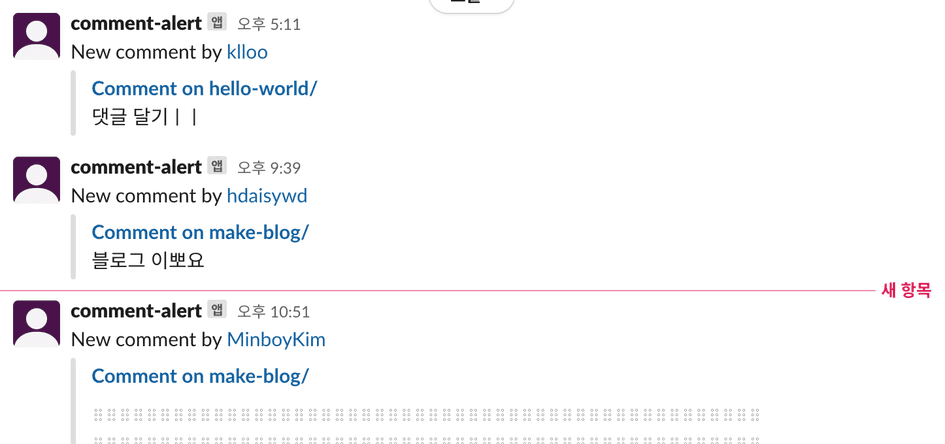 comment-alert 앱 오후 5:11
New comment by klloo
Comment on hello-world/
댓글 달기ㅣㅣ
comment-alert 앱 오후 9:39
New comment by hdaisywd
Comment on make-blog/
블로그 이뽀요
새 항목
comment-alert 앱 오후 10:51
New comment by MinboyKim
Comment on make-blog/